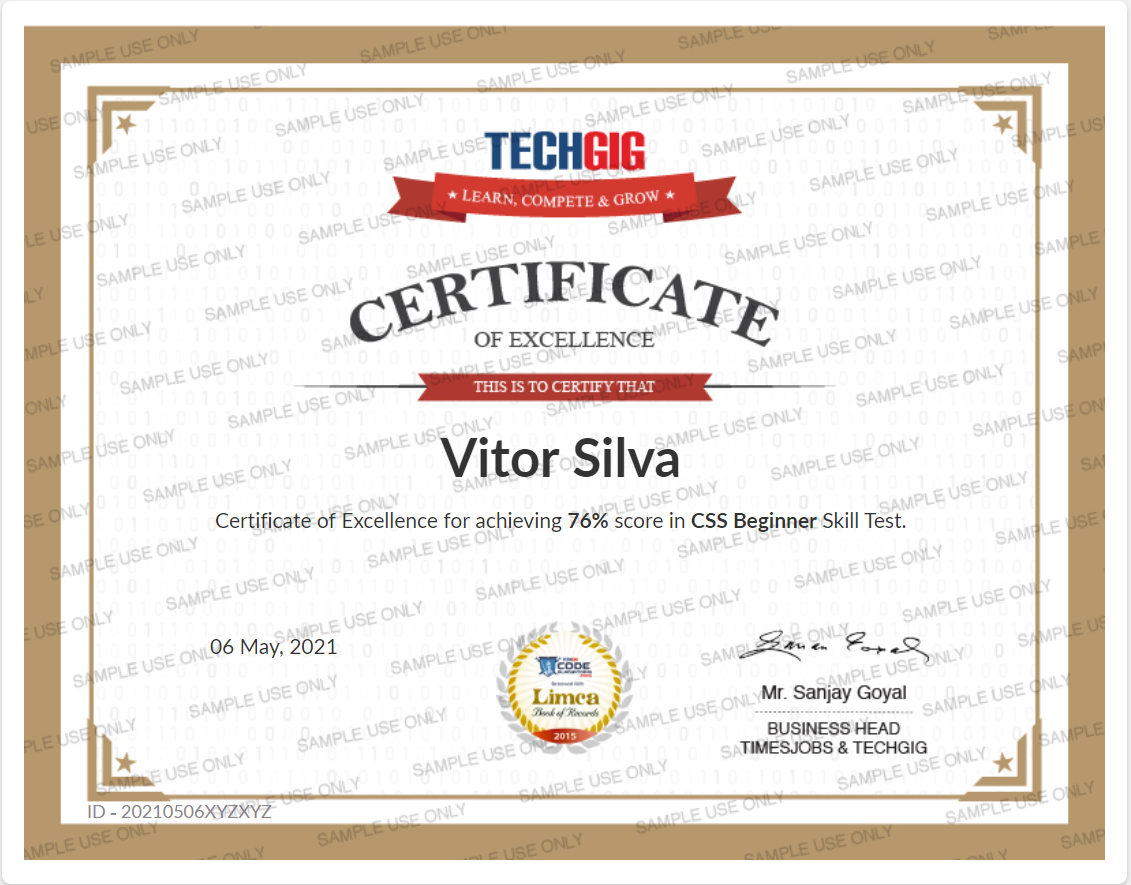 TECHGIG
★ LEARN, COMPETE & GROW ★
CERTIFICATE
OF EXCELLENCE
THIS IS TO CERTIFY THAT
Vitor Silva
Certificate of Excellence for achieving 76% score in CSS Beginner Skill Test.
06 May, 2021
CODE
Limca
Book of Records
2015
Mr. Sanjay Goyal
BUSINESS HEAD
TIMESJOBS & TECHGIG
ID - 20210506XYZXYZ
SAMPLE USE ONLY